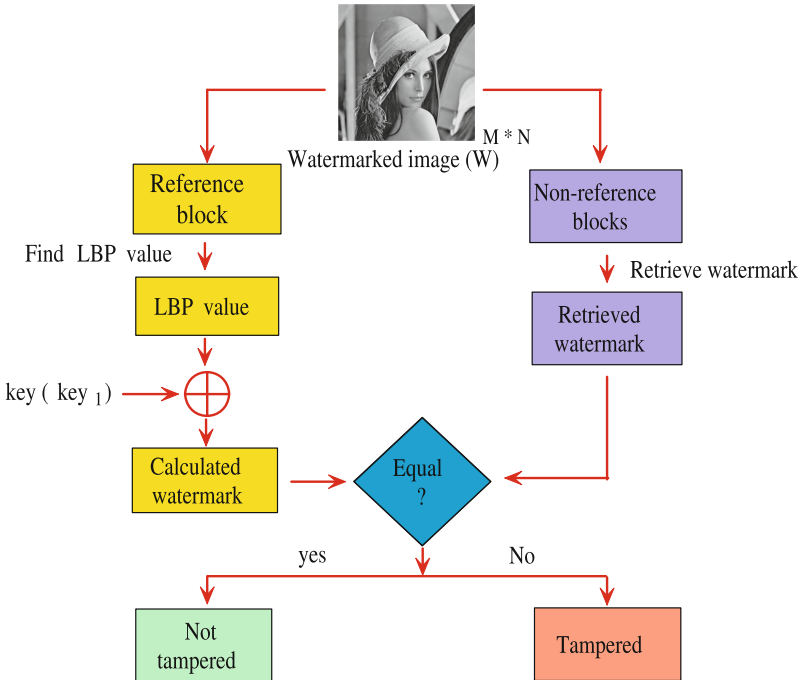 M * N
Watermarked image (W)
Reference
block
Non-reference
blocks
Find LBP value
Retrieve watermark
LBP value
Retrieved
watermark
key ( key 1 )
Calculated
watermark
Equal
?
yes
No
Not
tampered
Tampered